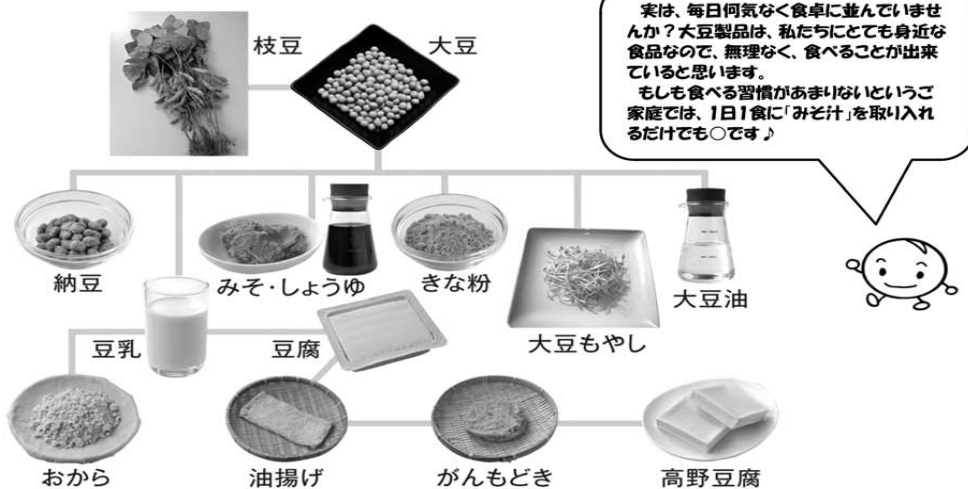 実は、毎日何気なく食卓に並んでいませ
んか？大豆製品は、私たちにとても身近な
食品なので、無理なく、食べることが出来
ていると思います。
もしも食べる習慣があまりないというご
家庭では、1日1食に「みそ汁」を取り入れ
るだけでも○です♪
枝豆
大豆
納豆
みそ・しょうゆ
きな粉
大豆もやし
大豆油
豆乳
豆腐
おから
油揚げ
がんもどき
高野豆腐